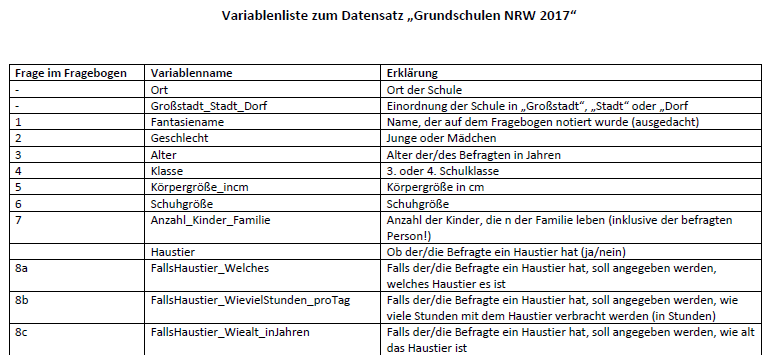 Variablenliste zum Datensatz „Grundschulen NRW 2017“
Frage im Fragebogen Variablenname Erklärung
- Ort Ort der Schule
- Großstadt_Stadt_Dorf Einordnung der Schule in „Großstadt“, „Stadt“ oder „Dorf
1 Fantasiename Name, der auf dem Fragebogen notiert wurde (ausgedacht)
2 Geschlecht Junge oder Mädchen
3 Alter Alter der/des Befragten in Jahren
4 Klasse 3. oder 4. Schulklasse
5 Körpergröße_incm Körpergröße in cm
6 Schuhgröße Schuhgröße
7 Anzahl_Kinder_Familie Anzahl der Kinder, die n der Familie leben (inklusive der befragten
Person!)
Haustier Ob der/die Befragte ein Haustier hat (ja/nein)
8a FallsHaustier_Welches Falls der/die Befragte ein Haustier hat, soll angegeben werden,
welches Haustier es ist
8b FallsHaustier_WievielStunden_proTag Falls der/die Befragte ein Haustier hat, soll angegeben werden, wie
viele Stunden mit dem Haustier verbracht werden (in Stunden)
8c FallsHaustier_Wiealt_inJahren Falls der/die Befragte ein Haustier hat, soll angegeben werden, wie alt
das Haustier ist